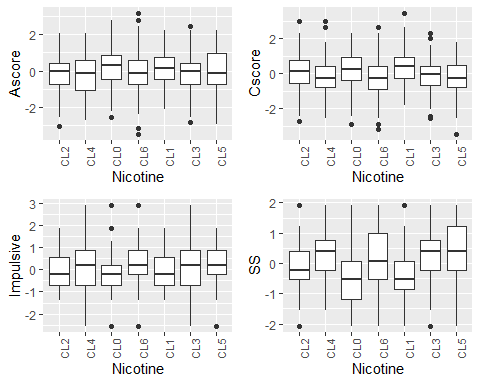 Ascore
2
0
-2
CL2 CL4 CL0 CL6 CL1 CL3 CL5
Nicotine
Cscore
2
0
-2
CL2 CL4 CL0 CL6 CL1 CL3 CL5
Nicotine
Impulsive
3
2
1
0
-1
-2
CL2 CL4 CL0 CL6 CL1 CL3 CL5
Nicotine
SS
2
1
0
-1
-2
CL2 CL4 CL0 CL6 CL1 CL3 CL5
Nicotine